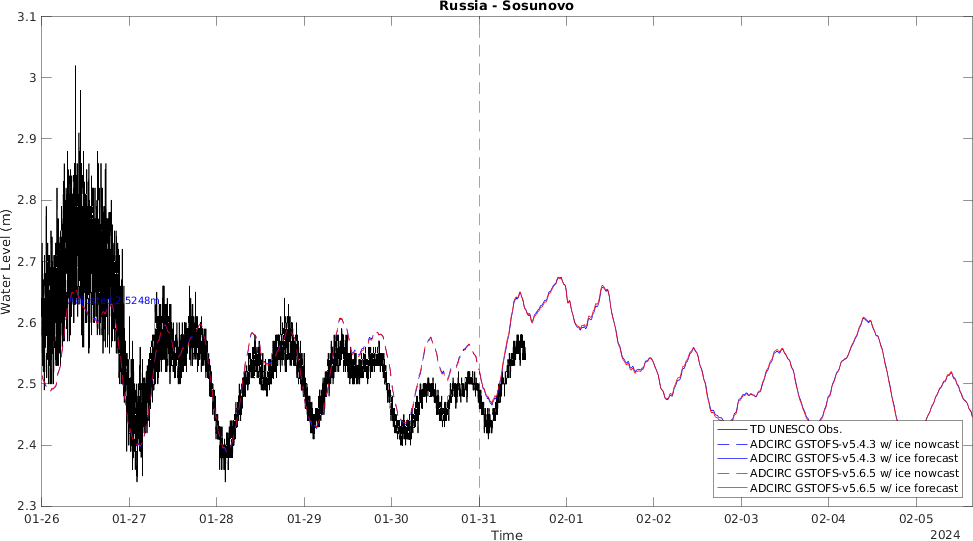 Russia - Sosunovo
3.1
3
2.9
2.8
2.7
2.6
2.5
2.4
2.3
Water Level (m)
5248m
01-26
01-27
01-28
01-29
01-30
01-31
02-01
02-02
02-03
02-04
02-05
Time
2024
TD UNESCO Obs.
ADCIRC GSTOFS-v5.4.3 w/ ice nowcast
ADCIRC GSTOFS-v5.4.3 w/ ice forecast
ADCIRC GSTOFS-v5.6.5 w/ ice nowcast
ADCIRC GSTOFS-v5.6.5 w/ ice forecast